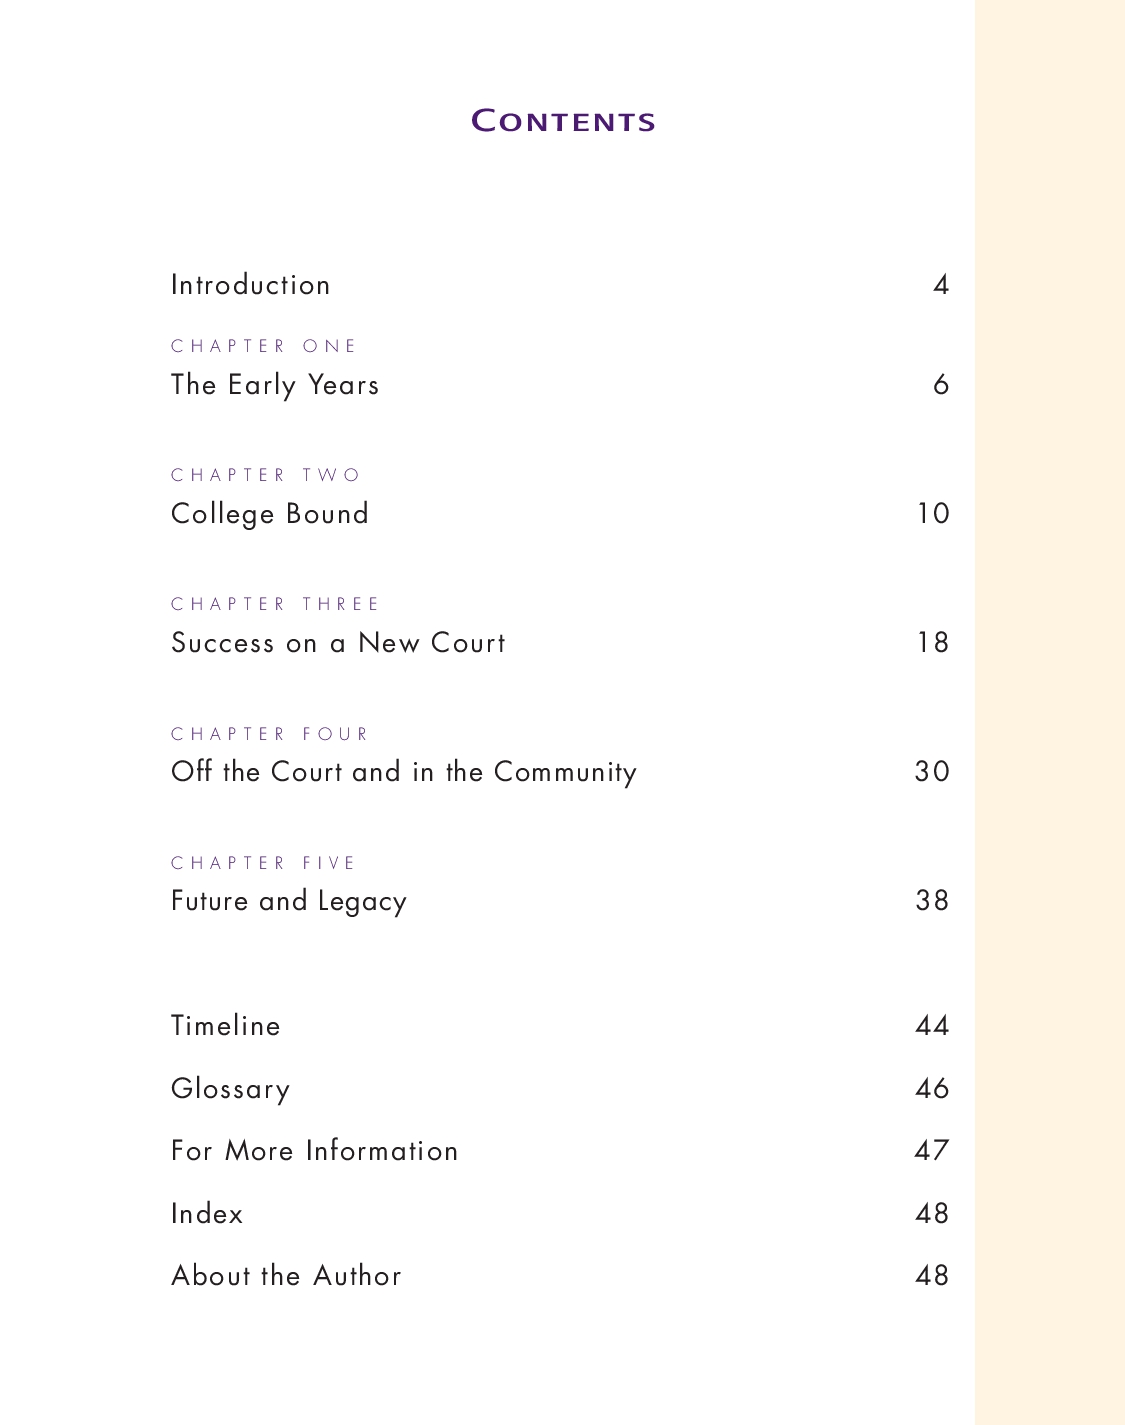 Contents
Introduction 4
CHAPTER ONE
The Early Years 6
CHAPTER TWO
College Bound 10
CHAPTER THREE
Success on a New Court 18
CHAPTER FOUR
Off the Court and in the Community 30
CHAPTER FIVE
Future and Legacy 38
Timeline 44
Glossary 46
For More Information 47
Index 48
About the Author 48